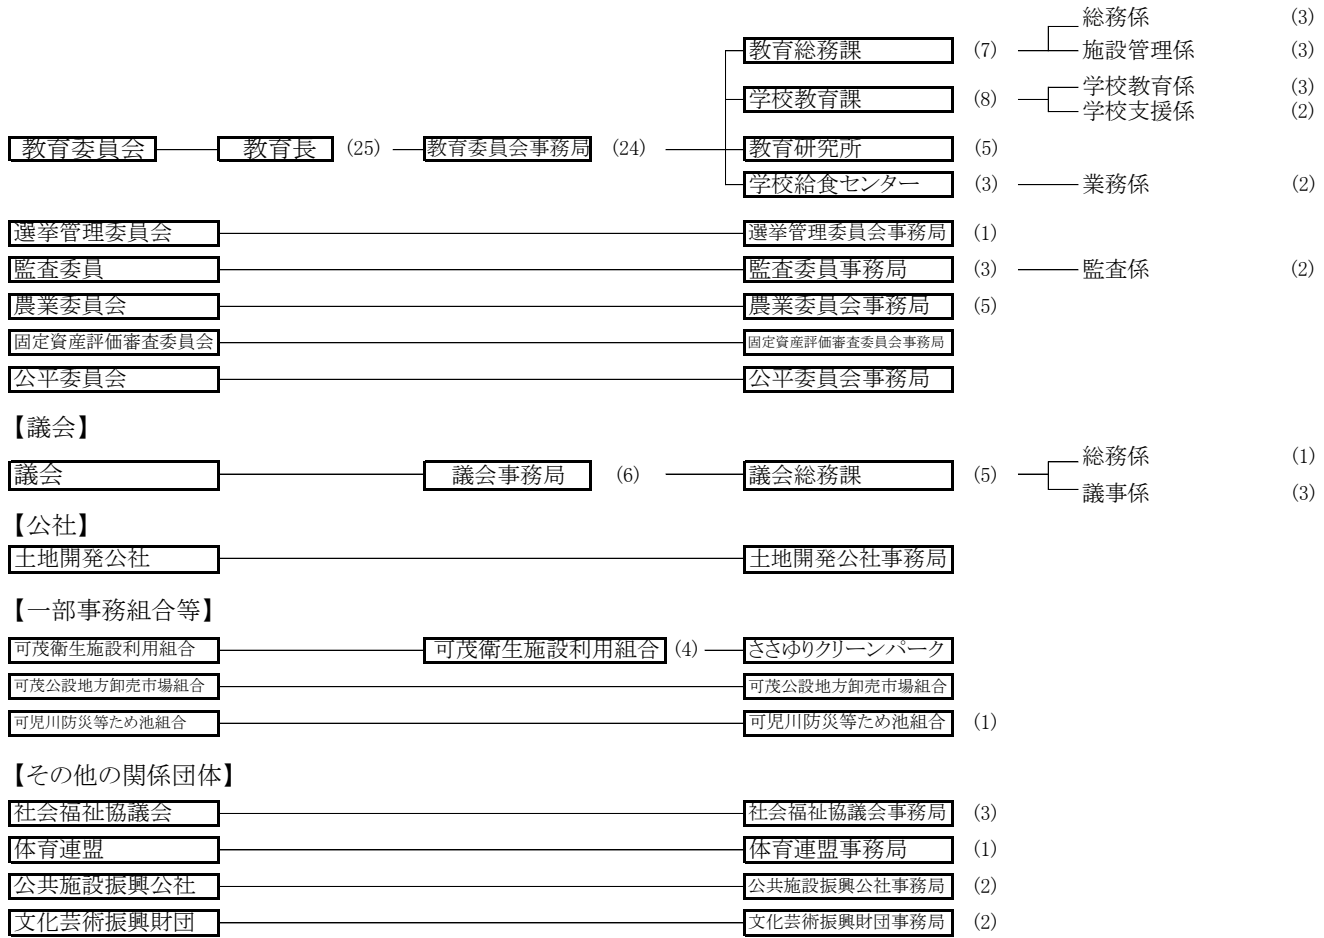 総務係 (3)
教育総務課 (7) 施設管理係 (3)
学校教育係 (3)
学校教育課 (8) 学校支援係 (2)
教育委員会 教育長 (25) 教育委員会事務局 (24) 教育研究所 (5)
学校給食センター (3) 業務係 (2)
選挙管理委員会 選挙管理委員会事務局 (1)
監査委員 監査委員事務局 (3) 監査係 (2)
農業委員会 農業委員会事務局 (5)
固定資産評価審査委員会 固定資産評価審査委員会事務局
公平委員会 公平委員会事務局
【議会】
総務係 (1)
議会 議会事務局 (6) 議会総務課 (5)
議事係 (3)
【公社】
土地開発公社 土地開発公社事務局
【一部事務組合等】
可茂衛生施設利用組合 可茂衛生施設利用組合 (4) ささゆりクリーンパーク
可茂公設地方卸売市場組合 可茂公設地方卸売市場組合
可児川防災等ため池組合 可児川防災等ため池組合 (1)
【その他の関係団体】
社会福祉協議会 社会福祉協議会事務局 (3)
体育連盟 体育連盟事務局 (1)
公共施設振興公社 公共施設振興公社事務局 (2)
文化芸術振興財団 文化芸術振興財団事務局 (2)